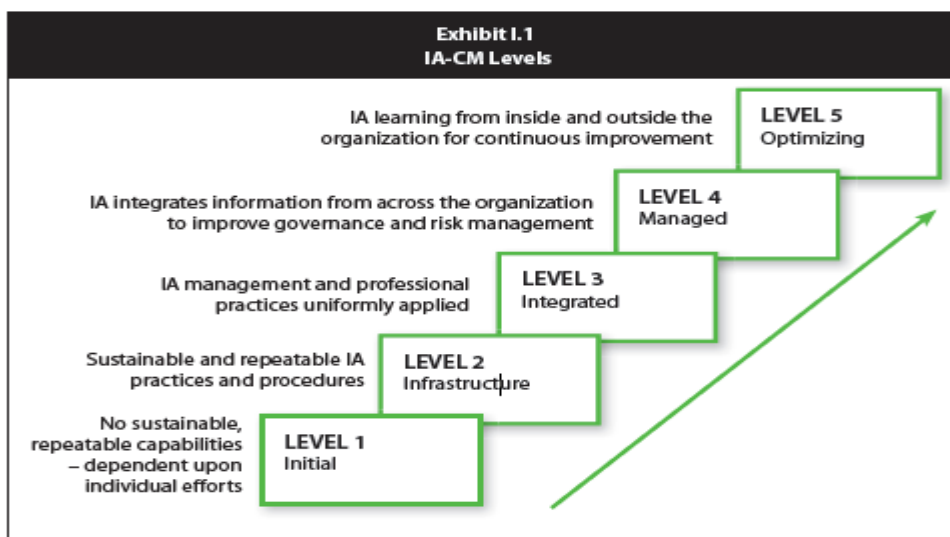 Exhibit I.1
IA-CM Levels
IA learning from inside and outside the
organization for continuous improvement
LEVEL 5
Optimizing
IA integrates information from across the organization
to improve governance and risk management
LEVEL 4
Managed
IA management and professional
practices uniformly applied
LEVEL 3
Integrated
Sustainable and repeatable IA
practices and procedures
LEVEL 2
Infrastructure
No sustainable,
repeatable capabilities
– dependent upon
individual efforts
LEVEL 1
Initial